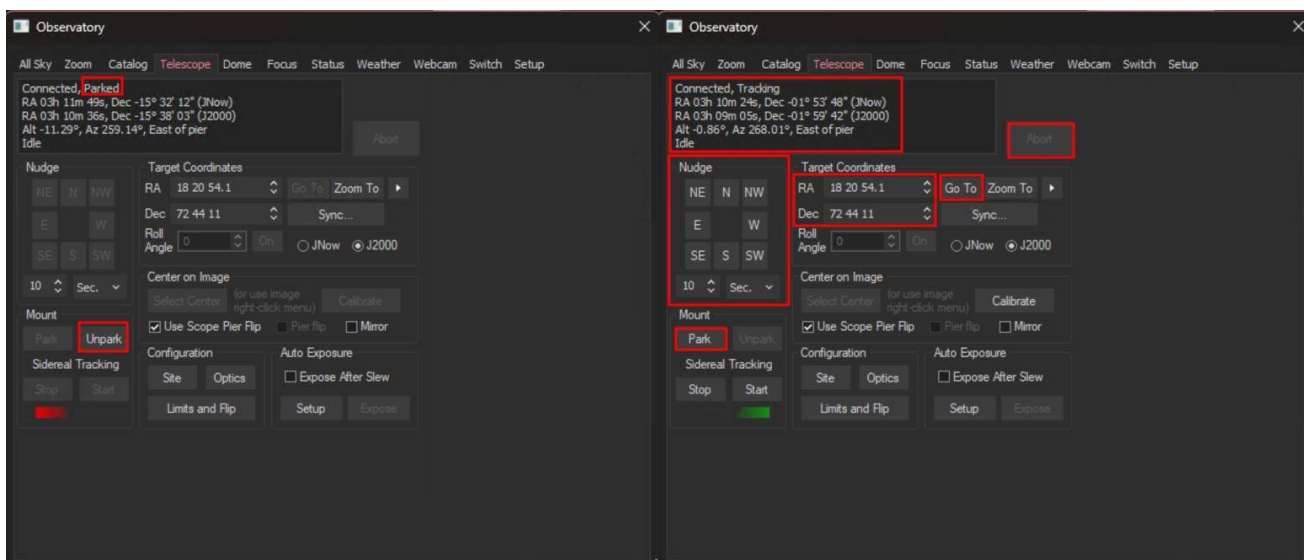 Observatory
All Sky Zoom Catalog Telescope Dome Focus Status Weather Webcam Switch Setup
Connected, Parked
RA 03h 11m 49s, Dec -15° 32' 12" (JNow)
RA 03h 10m 36s, Dec -15° 38' 03" (J2000)
Alt -11.29°, Az 259.14°, East of pier
Idle
Abort
Nudge
NE N NW
E W
SE S SW
10 Sec.
Target Coordinates
RA 18 20 54.1 Go To Zoom To
Dec 72 44 11 Sync...
Roll
Angle 0 On JNow J2000
Center on Image
Select Center (or use image
right-click menu) Calibrate
Use Scope Pier Flip Pier flip Mirror
Mount
Park Unpark
Sidereal Tracking
Stop Start
Configuration
Site Optics
Limits and Flip
Auto Exposure
Expose After Slew
Setup Expose
Observatory
All Sky Zoom Catalog Telescope Dome Focus Status Weather Webcam Switch Setup
Connected, Tracking
RA 03h 10m 24s, Dec -01° 53' 48" (JNow)
RA 03h 09m 05s, Dec -01° 59' 42" (J2000)
Alt -0.86°, Az 268.01°, East of pier
Idle
Abort
Nudge
NE N NW
E W
SE S SW
10 Sec.
Target Coordinates
RA 18 20 54.1 Go To Zoom To
Dec 72 44 11 Sync...
Roll
Angle 0 On JNow J2000
Center on Image
Select Center (or use image
right-click menu) Calibrate
Use Scope Pier Flip Pier flip Mirror
Mount
Park Unpark
Sidereal Tracking
Stop Start
Configuration
Site Optics
Limits and Flip
Auto Exposure
Expose After Slew
Setup Expose